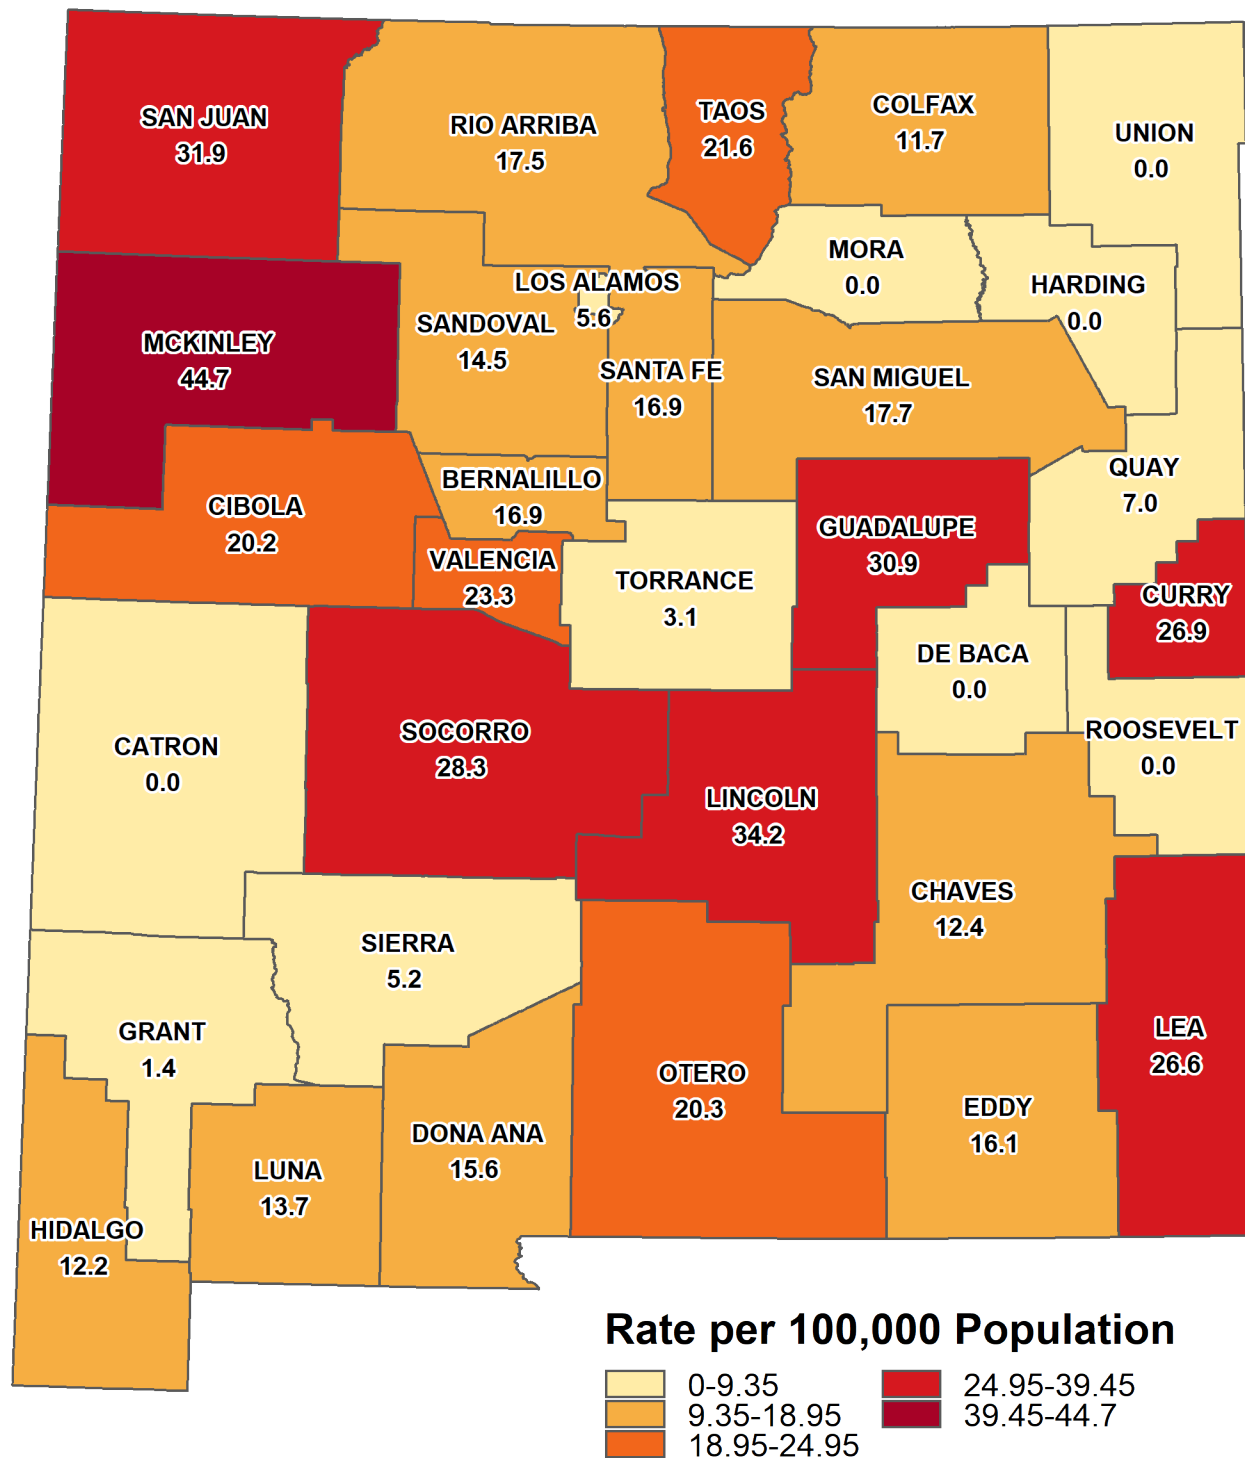 SAN JUAN
31.9
RIO ARRIBA
17.5
TAOS
21.6
COLFAX
11.7
UNION
0.0
MORA
0.0
HARDING
0.0
LOS ALAMOS
5.6
SANDOVAL
14.5
MCKINLEY
44.7
SANTA FE
16.9
SAN MIGUEL
17.7
QUAY
7.0
BERNALILLO
16.9
CIBOLA
20.2
GUADALUPE
30.9
VALENCIA
23.3
TORRANCE
3.1
CURRY
26.9
DE BACA
0.0
ROOSEVELT
0.0
SOCORRO
28.3
CATRON
0.0
LINCOLN
34.2
CHAVES
12.4
SIERRA
5.2
GRANT
1.4
LEA
26.6
OTERO
20.3
EDDY
16.1
DONA ANA
15.6
LUNA
13.7
HIDALGO
12.2
Rate per 100,000 Population
0-9.35
9.35-18.95
18.95-24.95
24.95-39.45
39.45-44.7